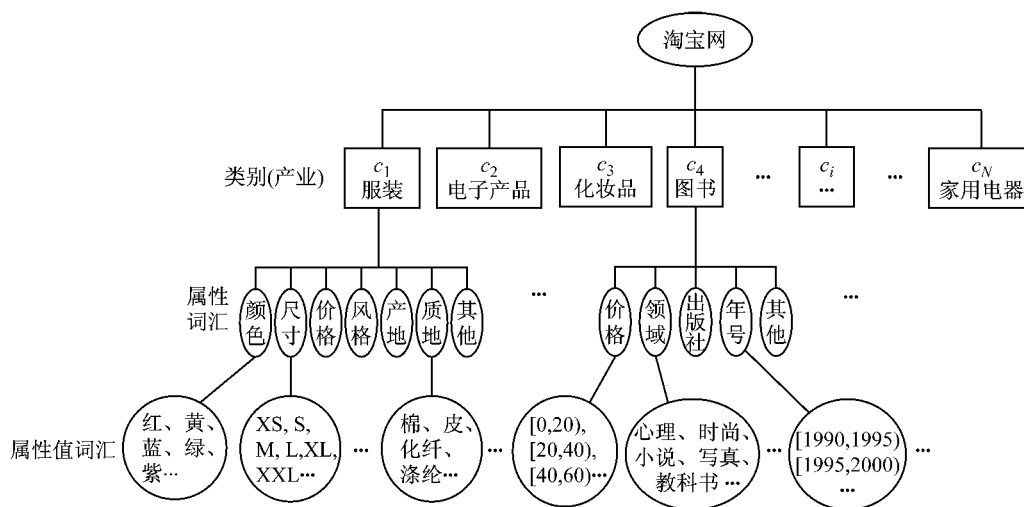 淘宝网
类别(产业)
c1
服装
c2
电子产品
c3
化妆品
c4
图书
...
ci
...
...
cN
家用电器
属性
词汇
颜色
尺寸
价格
风格
产地
质地
其他
...
价格
领域
出版社
年号
其他
...
属性值词汇
红、黄、
蓝、绿、
紫...
XS, S,
M, L,XL,
XXL...
...
棉、皮、
化纤、
涤纶...
...
[0,20),
[20,40),
[40,60)...
心理、时尚、
小说、写真、
教科书...
...
[1990,1995)
[1995,2000)
...
...